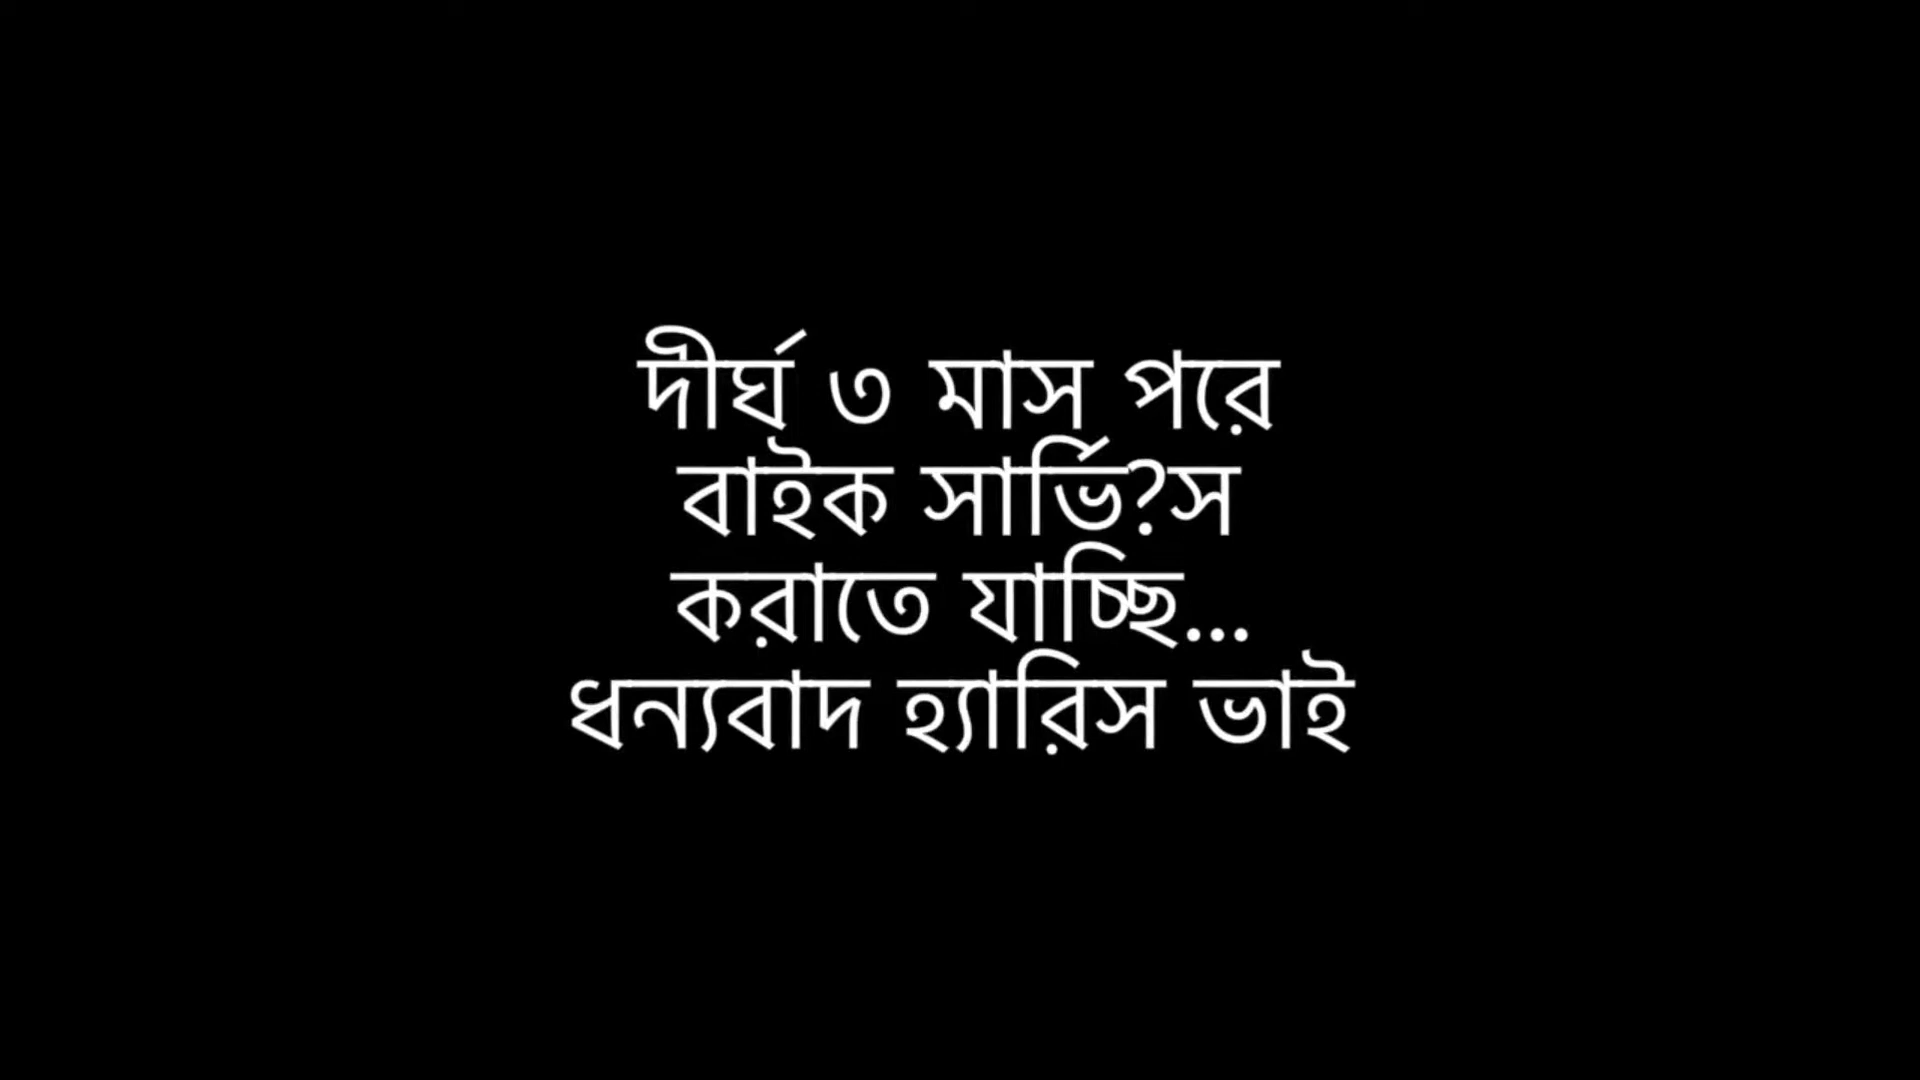 দীর্ঘ ৩ মাস পরে
বাইক সার্ভি?স
করাতে যাচ্ছি...
ধন্যবাদ হ্যারিস ভাই